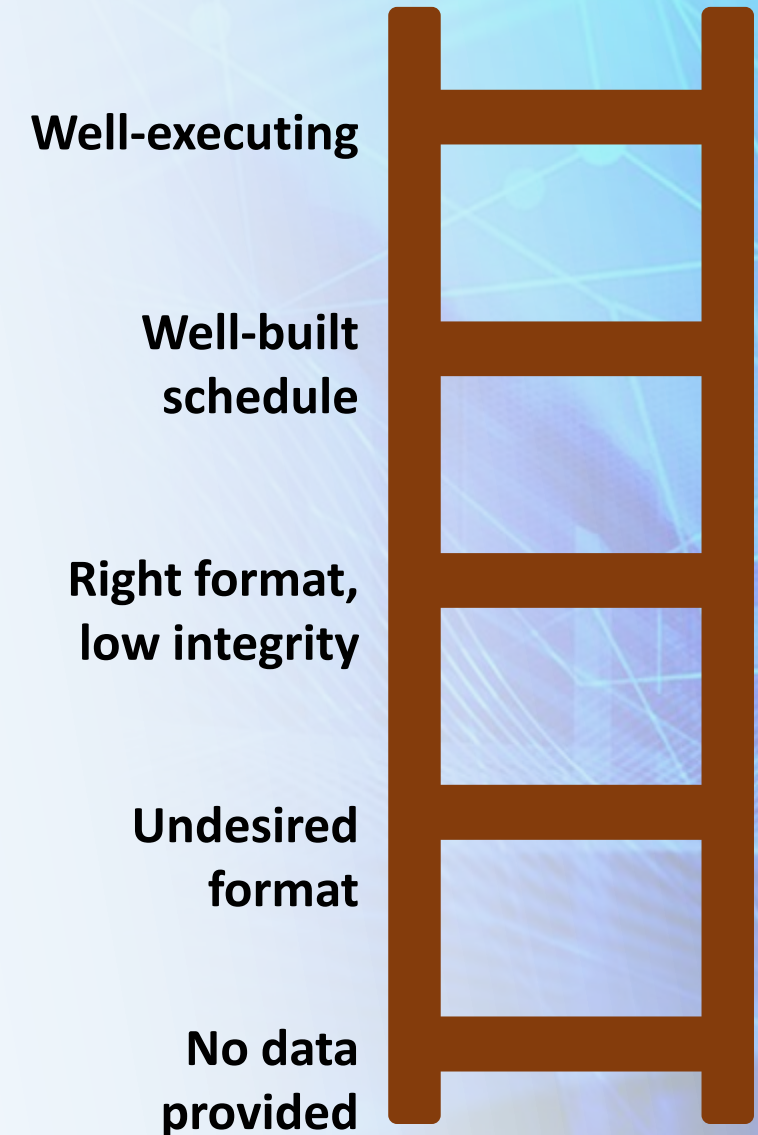 Well-executing
Well-built
schedule
Right format,
low integrity
Undesired
format
No data
provided